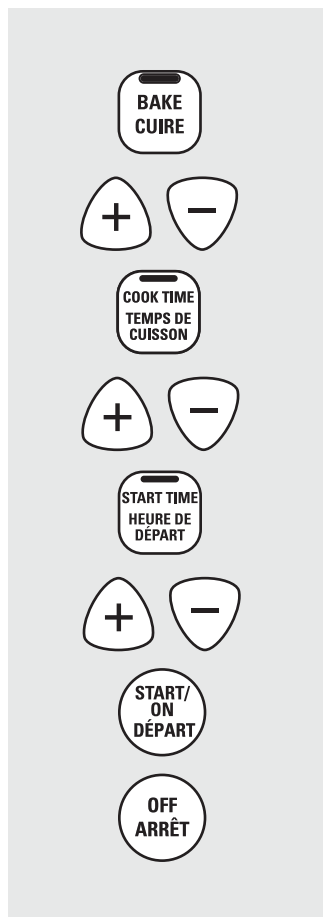 BAKE
CUIRE
+ −
COOK TIME
TEMPS DE
CUISSON
+ −
START TIME
HEURE DE
DÉPART
+ −
START/
ON
DÉPART
OFF
ARRÊT